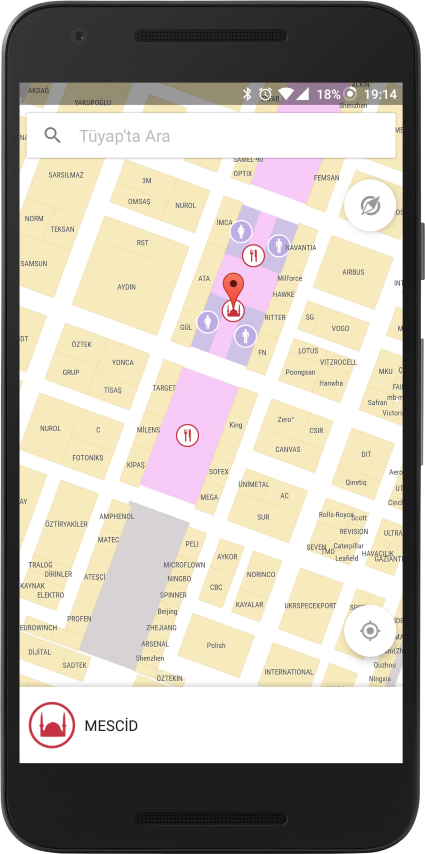 AKDAĞ
YAKUPOĞLU
18% 19:14
Shenzhen
Tüyap'ta Ara
SAMEL-90
OPTIX
FEMSAN
SARSILMAZ
3M
OMSAŞ
NUROL
NORM
TEKSAN
İMCA
RST
NAVANTIA
SAMSUN
AIRBUS
ATA
Milforce
AYDIN
HAWKE
RITTER
SG
GÜL
VOGO
ÖZTEK
FN
LOTUS
YONCA
VITZROCELL
GRUP
Poongsan
MKU
TİSAŞ
TARGET
Hanwha
Safran
NUROL
C
MİLENS
King
Zero°
CSIR
CANVAS
FOTONİKS
KİPAŞ
DIT
SOFEX
ÜNİMETAL
Qinetiq
MEGA
AC
AMPHENOL
SUR
Rolls-Royce
Scott
ÖZTİRYAKİLER
REVISION
MATEC
ULTRA
PELI
SEVEN
Caterpillar
TMD
HAVACILIK
AYKOR
Leafield
TRALOG
MICROFLOWN
DİRİNLER
ATEŞÇİ
NINGBO
NORINCO
KAYNAK
CBC
ELEKTRO
SPINNER
KAYALAR
UKRSPECEXPORT
Beijing
PROFEN
EUROWINCH
ZHEJIANG
ARSENAL
Polish
DİJİTAL
Shenzhen
Quzhou
SADTEK
INTERNATIONAL
ÖZTEKİN
Ningxia
MESCİD